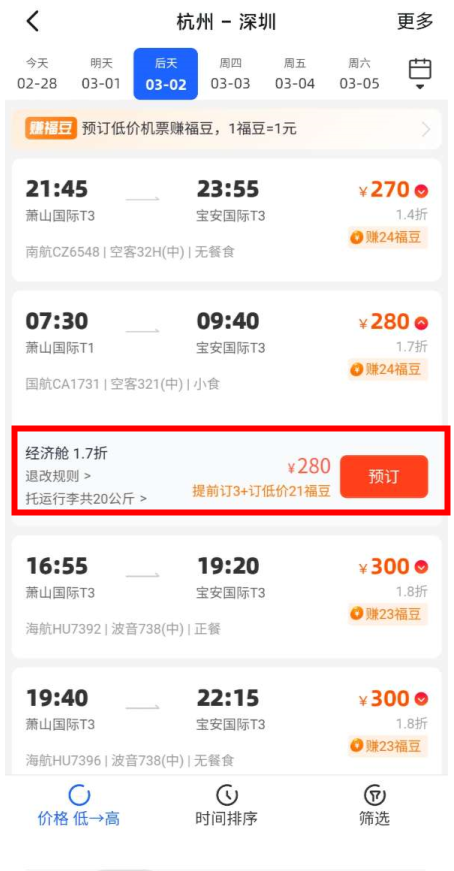 杭州 – 深圳
更多
今天 明天 后天 周四 周五 周六
02-28 03-01 03-02 03-03 03-04 03-05
赚福豆 预订低价机票赚福豆，1福豆=1元
21:45 23:55 ¥270
萧山国际T3 宝安国际T3 1.4折
赚24福豆
南航CZ6548 | 空客32H(中) | 无餐食
07:30 09:40 ¥280
萧山国际T1 宝安国际T3 1.7折
赚24福豆
国航CA1731 | 空客321(中) | 小食
经济舱 1.7折
退改规则 >
托运行李共20公斤 >
¥280
提前订3+订低价21福豆
预订
16:55 19:20 ¥300
萧山国际T3 宝安国际T3 1.8折
赚23福豆
海航HU7392 | 波音738(中) | 正餐
19:40 22:15 ¥300
萧山国际T3 宝安国际T3 1.8折
赚23福豆
海航HU7396 | 波音738(中) | 无餐食
价格 低→高 时间排序 筛选